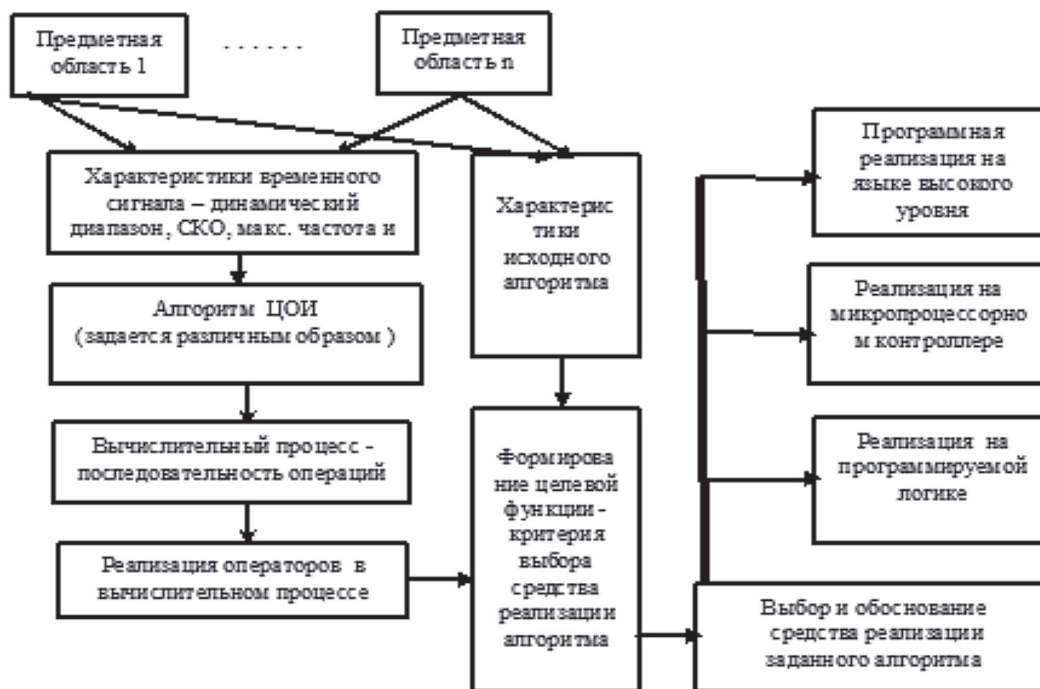 Предметная
область 1
. . . . . .
Предметная
область n
Характеристики временного
сигнала – динамический
диапазон, СКО, макс. частота и
Характерис
тики
исходного
алгоритма
Алгоритм ЦОИ
(задается различным образом )
Вычислительный процесс -
последовательность операций
Реализация операторов в
вычислительном процессе
Формирова
ние целевой
функции -
критерия
выбора
средства
реализации
алгоритма
Программная
реализация на
языке высокого
уровня
Реализация на
микропроцессорно
м контроллере
Реализация на
программируемой
логике
Выбор и обоснование
средства реализации
заданного алгоритма